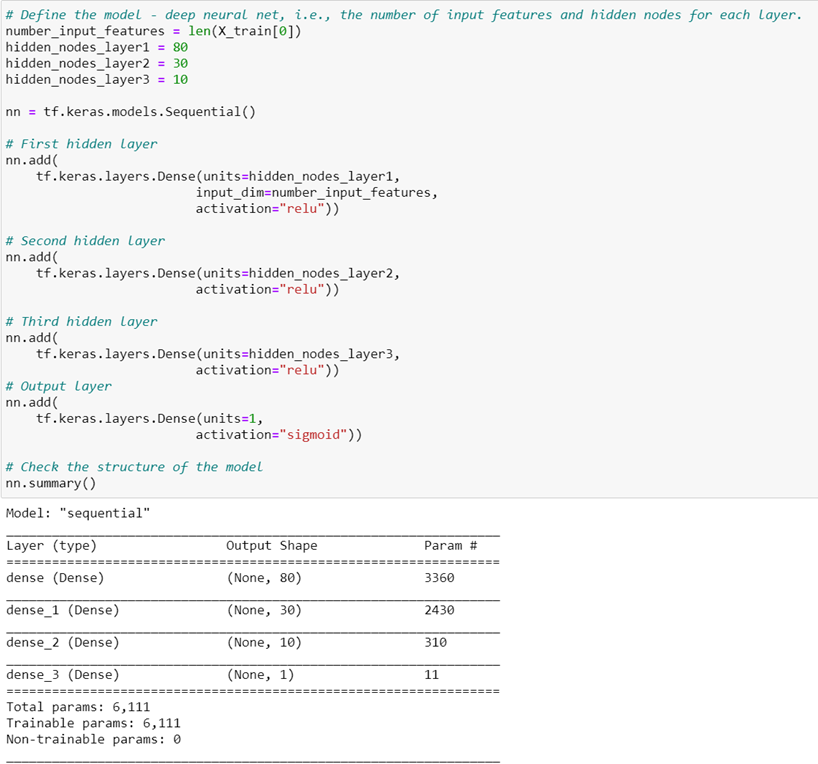 # Define the model - deep neural net, i.e., the number of input features and hidden nodes for each layer.
number_input_features = len(X_train[0])
hidden_nodes_layer1 = 80
hidden_nodes_layer2 = 30
hidden_nodes_layer3 = 10
nn = tf.keras.models.Sequential()
# First hidden layer
nn.add(
tf.keras.layers.Dense(units=hidden_nodes_layer1,
input_dim=number_input_features,
activation="relu"))
# Second hidden layer
nn.add(
tf.keras.layers.Dense(units=hidden_nodes_layer2,
activation="relu"))
# Third hidden layer
nn.add(
tf.keras.layers.Dense(units=hidden_nodes_layer3,
activation="relu"))
# Output layer
nn.add(
tf.keras.layers.Dense(units=1,
activation="sigmoid"))
# Check the structure of the model
nn.summary()
Model: "sequential"
Layer (type) Output Shape Param #
dense (Dense) (None, 80) 3360
dense_1 (Dense) (None, 30) 2430
dense_2 (Dense) (None, 10) 310
dense_3 (Dense) (None, 1) 11
Total params: 6,111
Trainable params: 6,111
Non-trainable params: 0